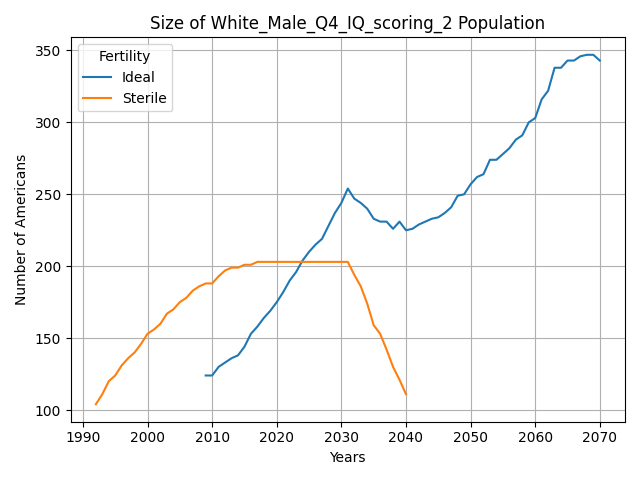 Size of White_Male_Q4_IQ_scoring_2 Population
350
300
250
200
150
100
Number of Americans
Fertility
Ideal
Sterile
1990 2000 2010 2020 2030 2040 2050 2060 2070
Years